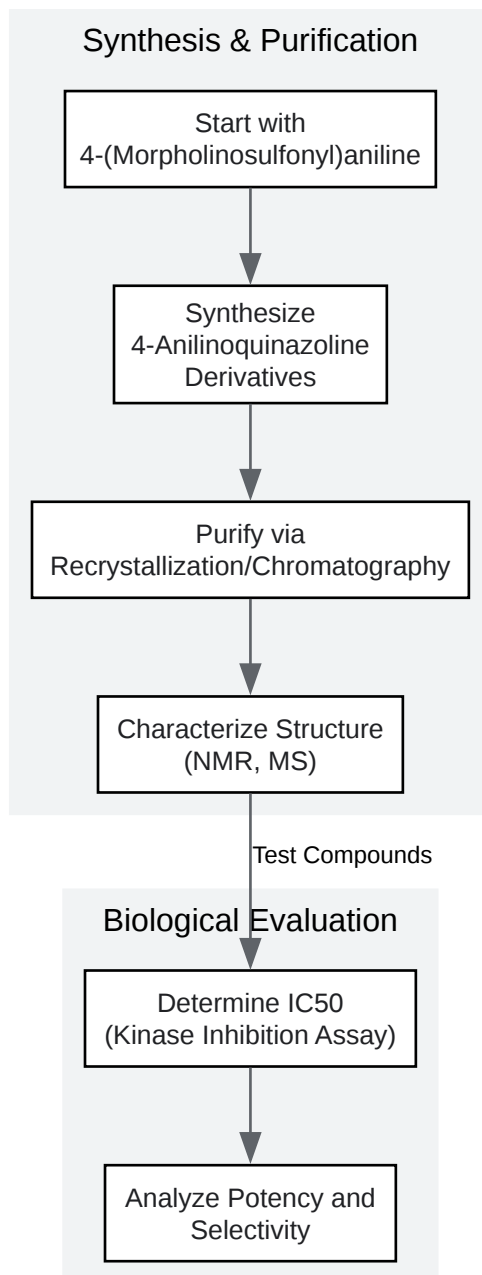 Synthesis & Purification
Start with
4-(Morpholinosulfonyl)aniline
Synthesize
4-Anilinoquinazoline
Derivatives
Purify via
Recrystallization/Chromatography
Characterize Structure
(NMR, MS)
Test Compounds
Biological Evaluation
Determine IC50
(Kinase Inhibition Assay)
Analyze Potency and
Selectivity